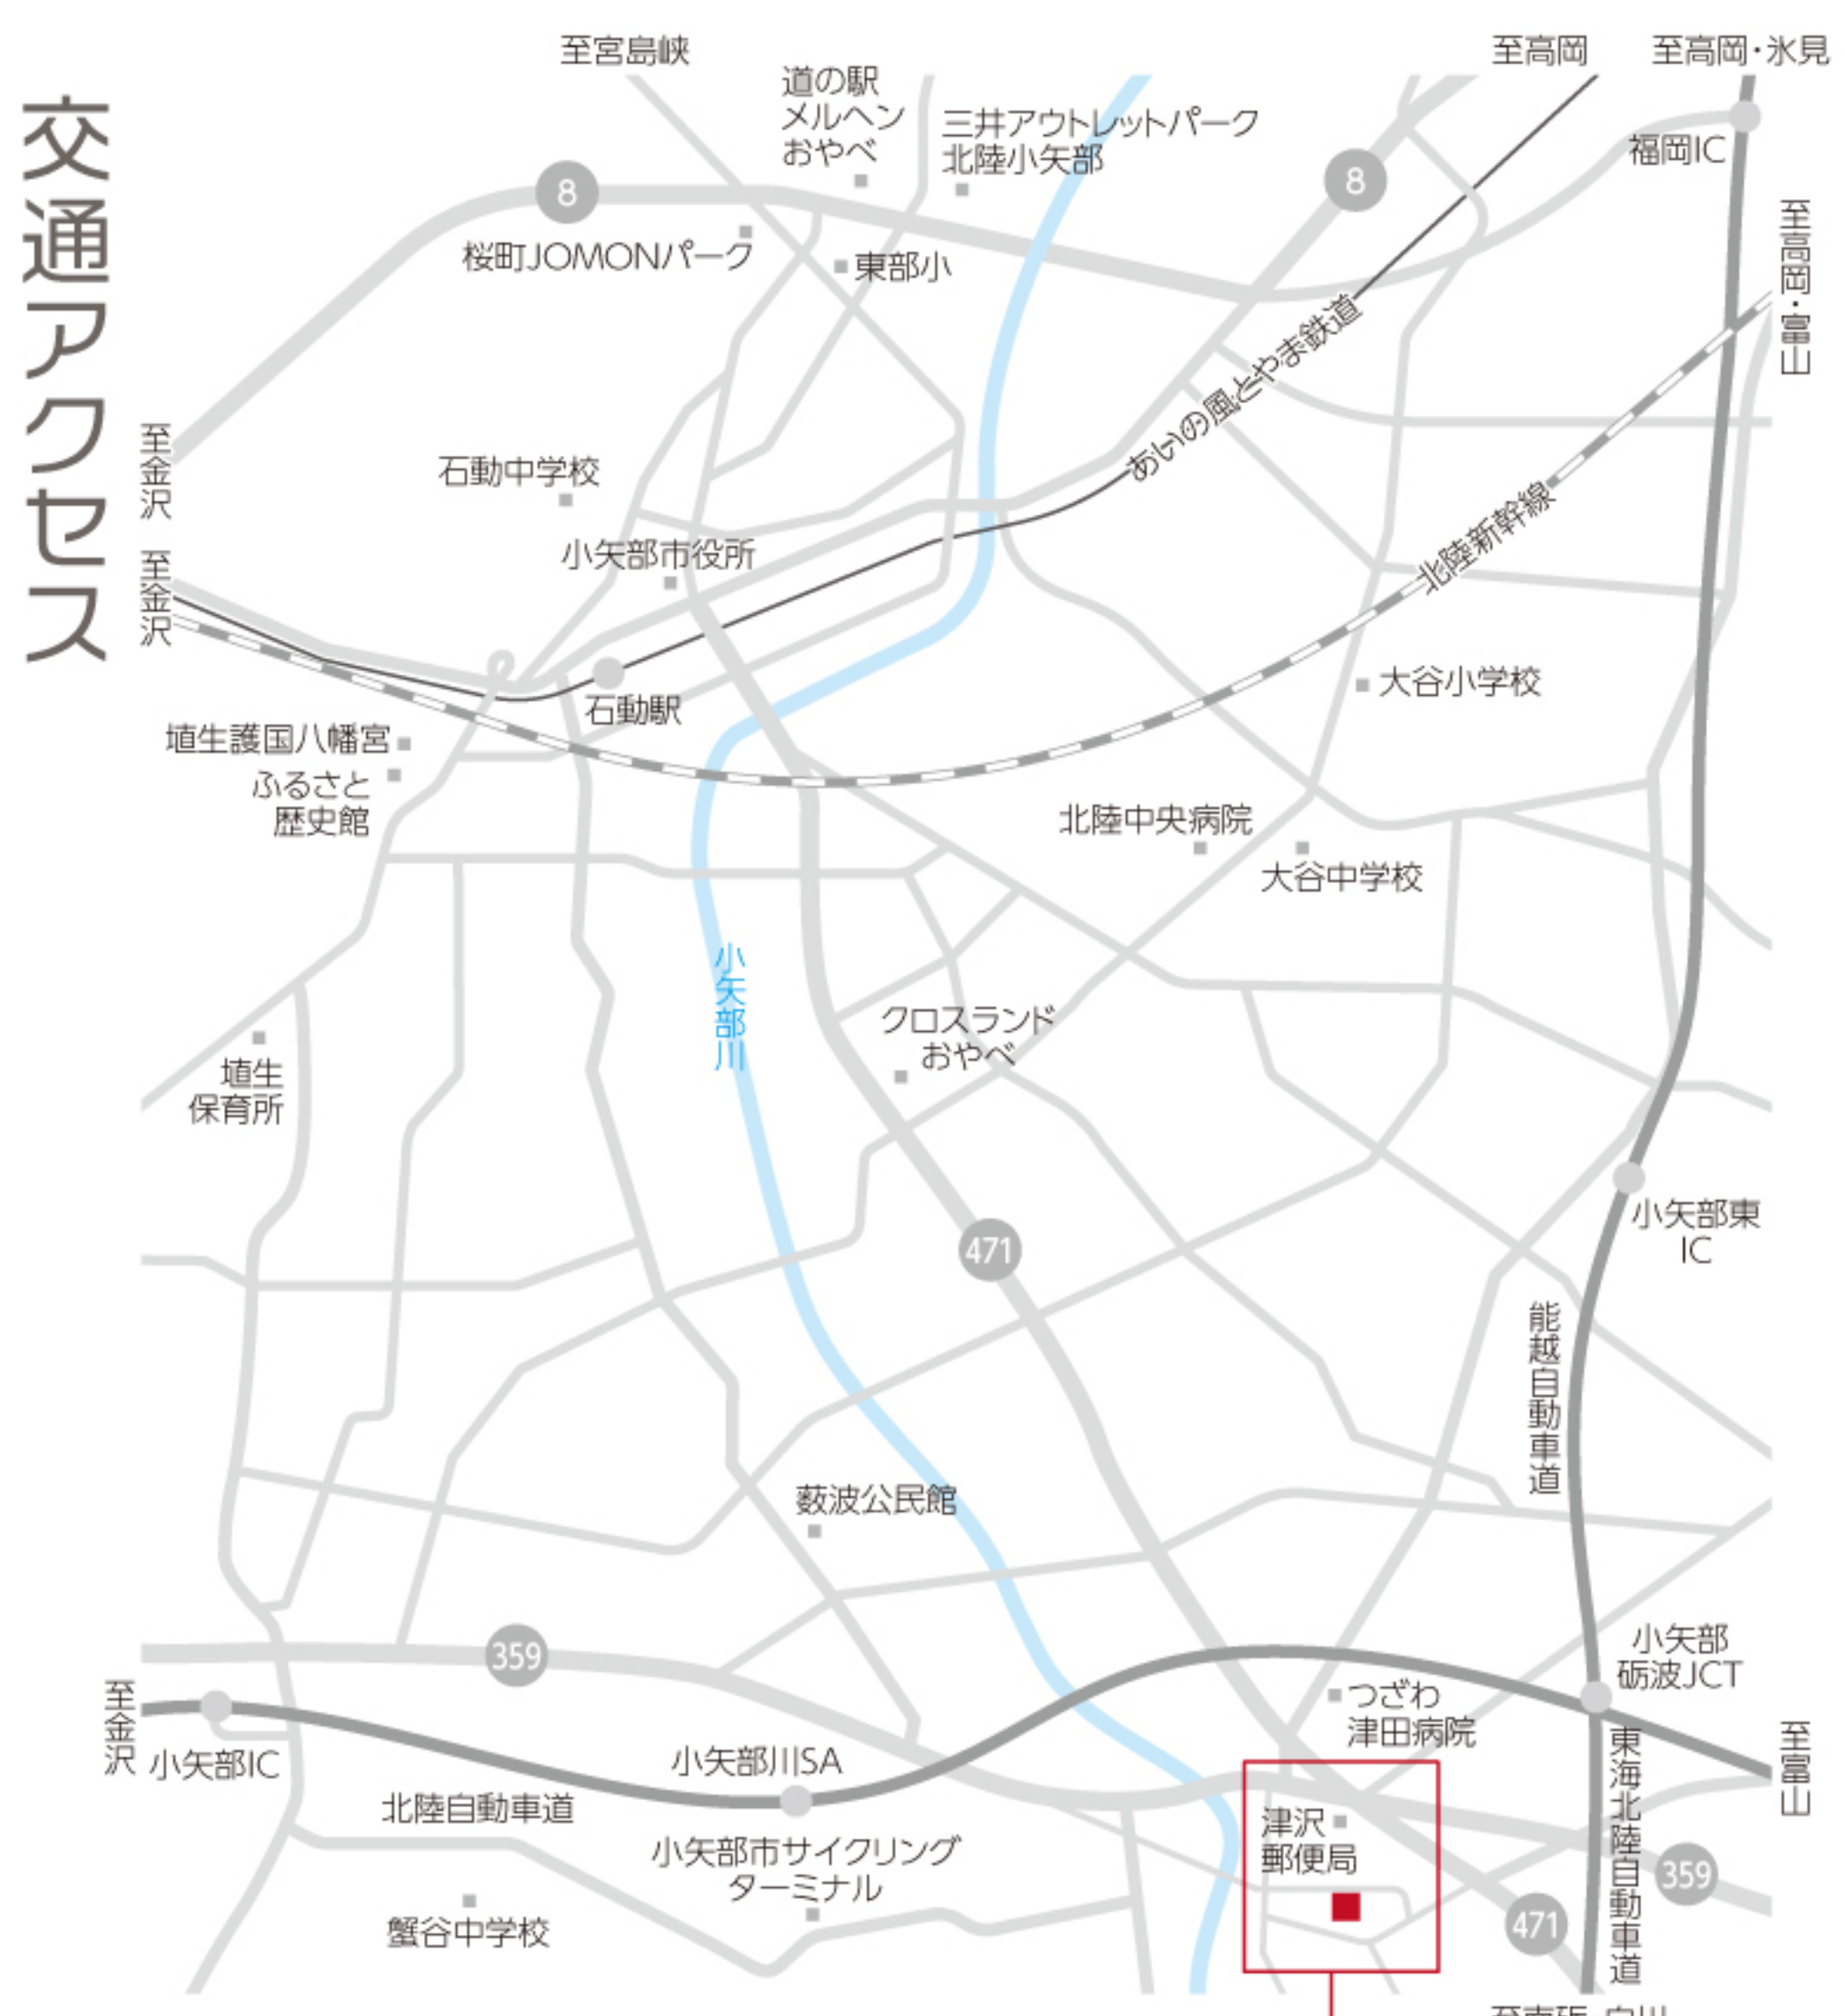 交通アクセス
至宮島峡
道の駅
メルヘン
おやべ
三井アウトレットパーク
北陸小矢部
至高岡
至高岡・氷見
福岡IC
至高岡・富山
8
8
桜町JOMONパーク
東部小
あいの風とやま鉄道
至金沢
石動中学校
小矢部市役所
北陸新幹線
至金沢
石動駅
大谷小学校
埴生護国八幡宮
ふるさと
歴史館
北陸中央病院
大谷中学校
小矢部川
クロスランド
おやべ
埴生
保育所
471
小矢部東
IC
能越自動車道
薮波公民館
359
小矢部
砺波JCT
つざわ
津田病院
至金沢
小矢部IC
小矢部川SA
至富山
北陸自動車道
東海北陸自動車道
津沢
郵便局
小矢部市サイクリング
ターミナル
359
471
蟹谷中学校